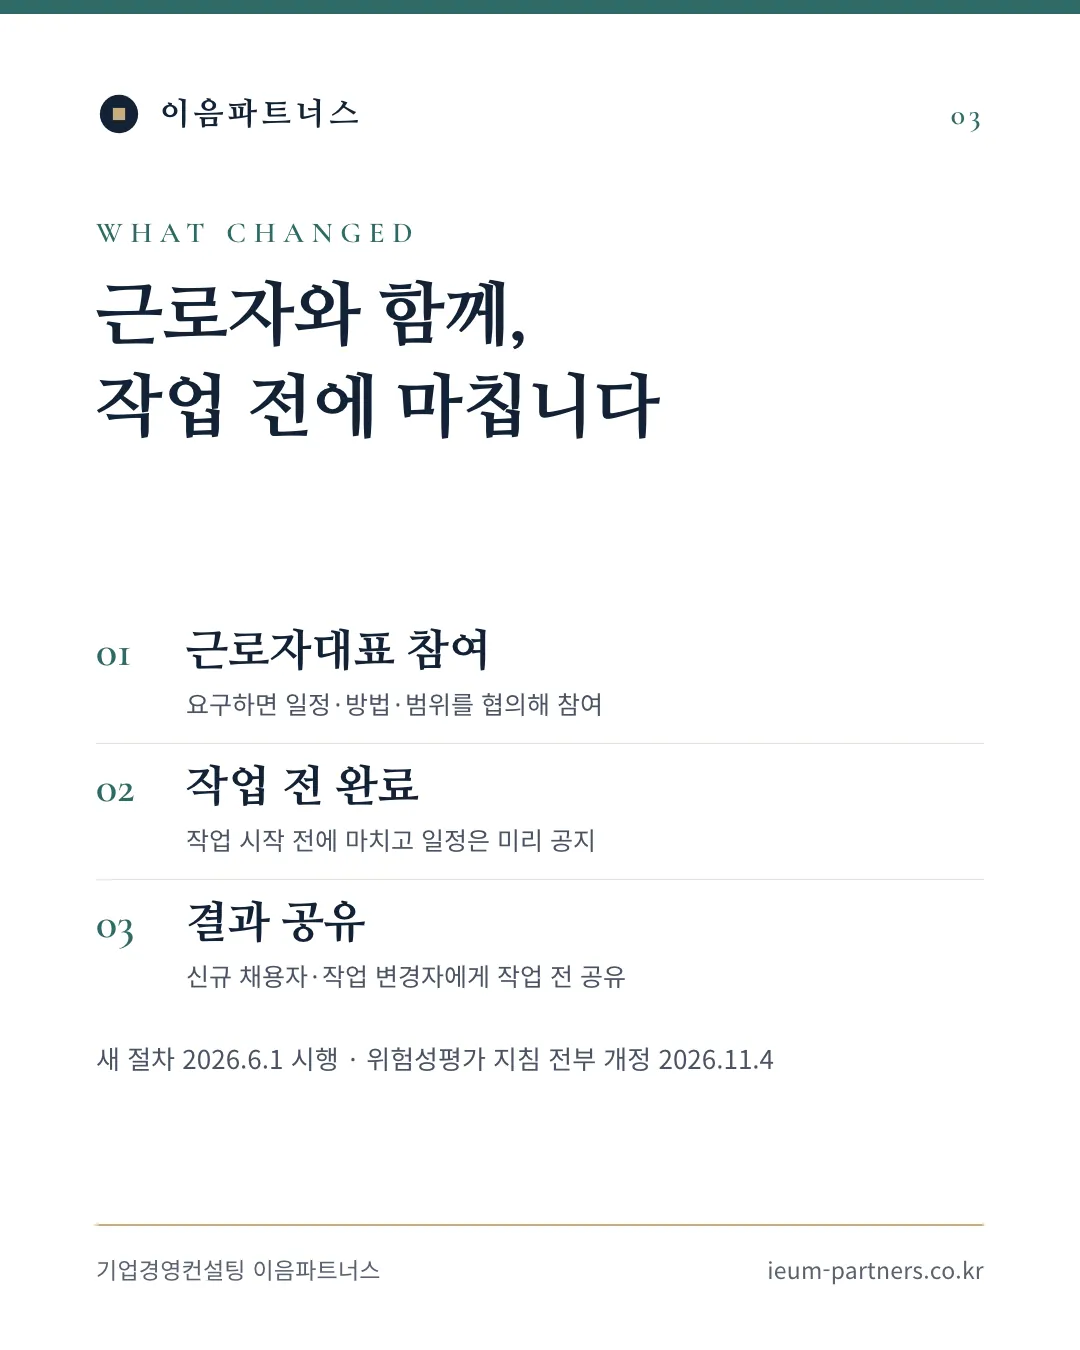 이음파트너스
03
WHAT CHANGED
근로자와 함께,
작업 전에 마칩니다
01 근로자대표 참여
요구하면 일정·방법·범위를 협의해 참여
02 작업 전 완료
작업 시작 전에 마치고 일정은 미리 공지
03 결과 공유
신규 채용자·작업 변경자에게 작업 전 공유
새 절차 2026.6.1 시행 · 위험성평가 지침 전부 개정 2026.11.4
기업경영컨설팅 이음파트너스
ieum-partners.co.kr